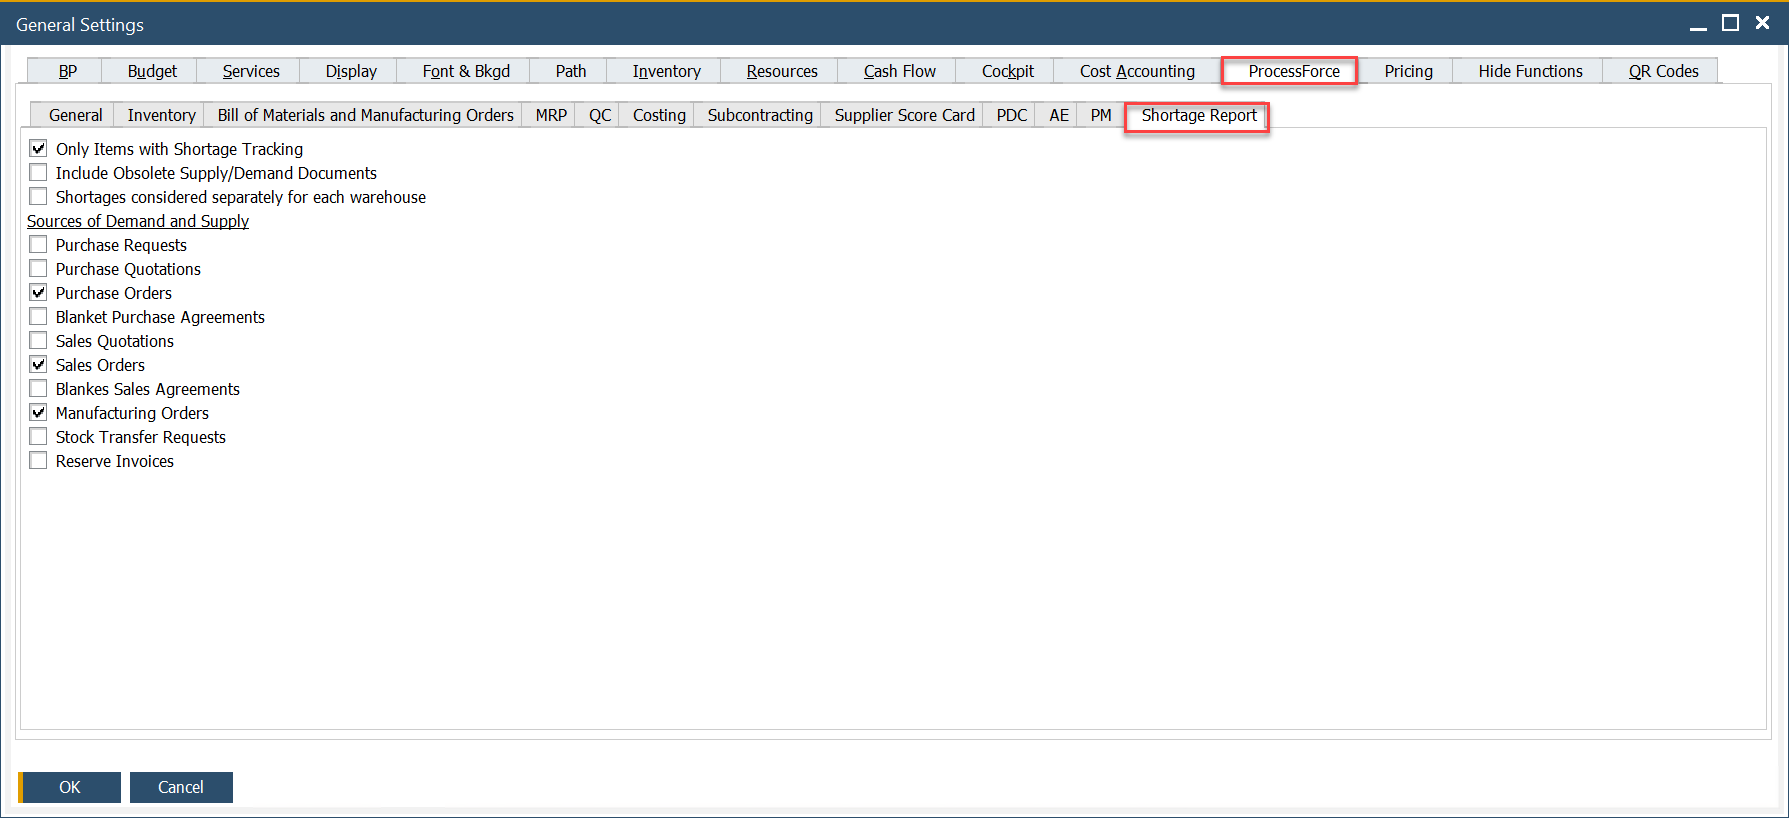 General Settings
BP Budget Services Display Font & Bkgd Path Inventory Resources Cash Flow Cockpit Cost Accounting ProcessForce Pricing Hide Functions QR Codes
General Inventory Bill of Materials and Manufacturing Orders MRP QC Costing Subcontracting Supplier Score Card PDC AE PM Shortage Report
Only Items with Shortage Tracking
Include Obsolete Supply/Demand Documents
Shortages considered separately for each warehouse
Sources of Demand and Supply
Purchase Requests
Purchase Quotations
Purchase Orders
Blanket Purchase Agreements
Sales Quotations
Sales Orders
Blankes Sales Agreements
Manufacturing Orders
Stock Transfer Requests
Reserve Invoices
OK Cancel